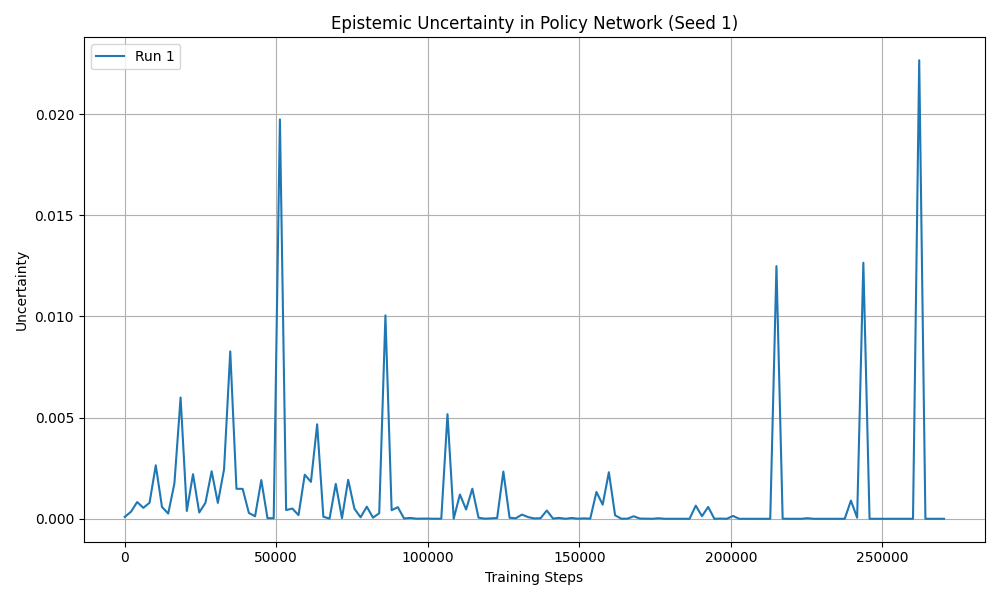 Epistemic Uncertainty in Policy Network (Seed 1)
Run 1
Uncertainty
0.020
0.015
0.010
0.005
0.000
0 50000 100000 150000 200000 250000
Training Steps